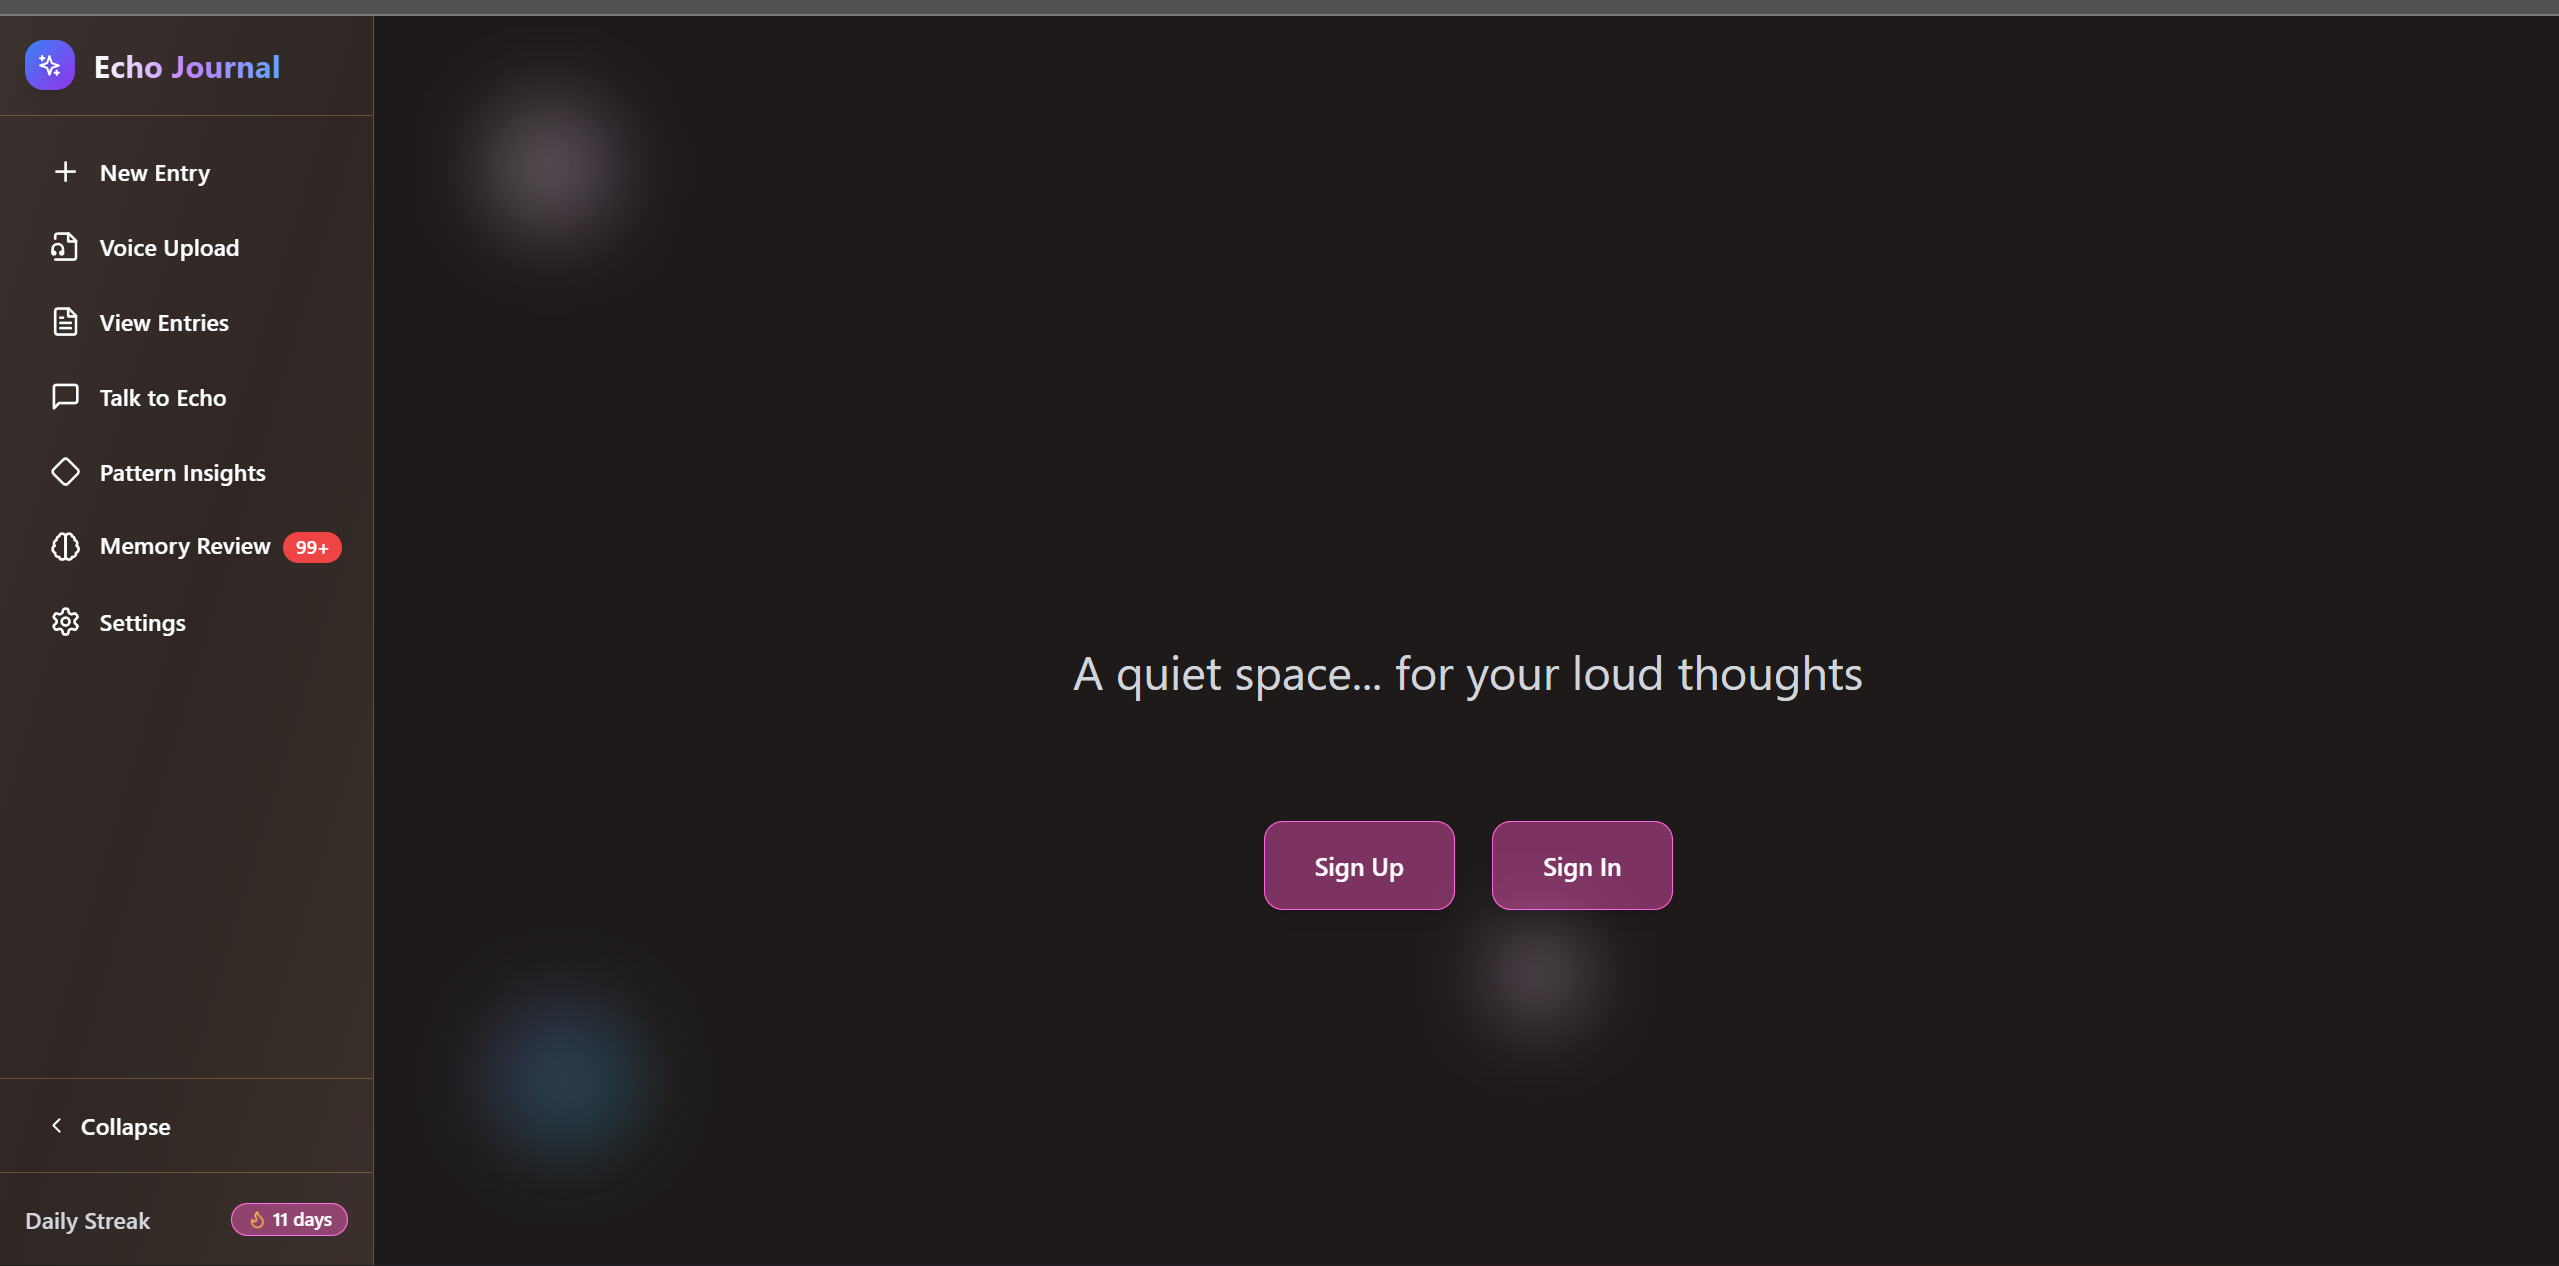 Echo Journal
New Entry
Voice Upload
View Entries
Talk to Echo
Pattern Insights
Memory Review 99+
Settings
Collapse
Daily Streak 11 days
A quiet space... for your loud thoughts
Sign Up Sign In